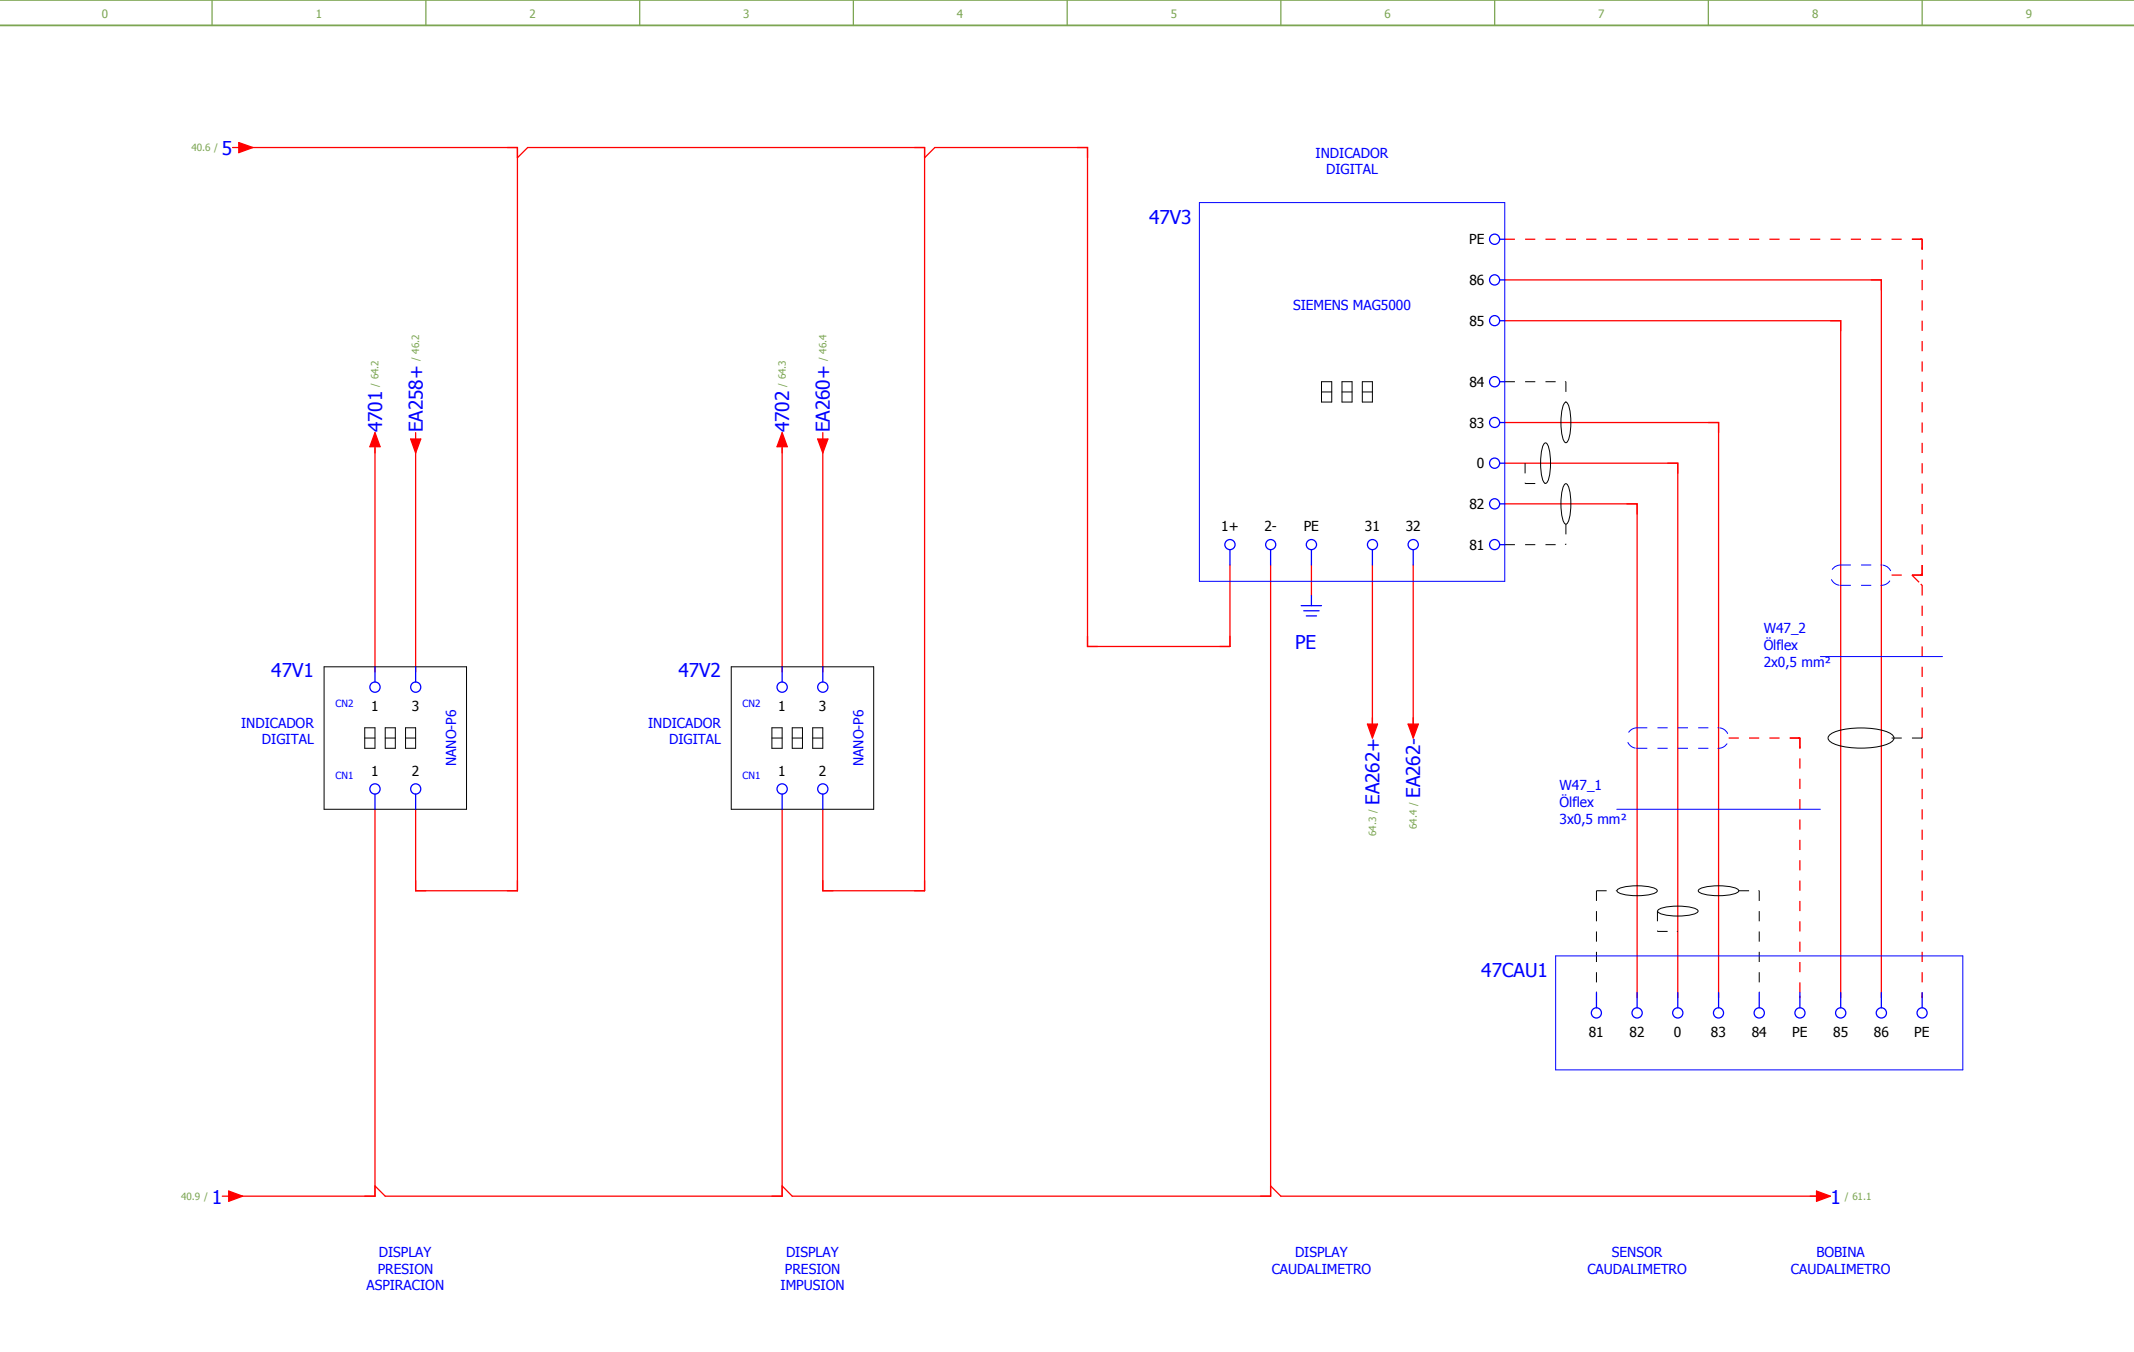 0 1 2 3 4 5 6 7 8 9
40.6 / 5
INDICADOR
DIGITAL
47V3
PE
86
SIEMENS MAG5000
85
84
83
0
82
81
1+ 2- PE 31 32
PE
4701 / 64.2
EA258+ / 46.2
4702 / 64.3
EA260+ / 46.4
64.3 / EA262+
64.4 / EA262-
47V1
INDICADOR
DIGITAL
CN2
1 3
NANO-P6
CN1
1 2
47V2
INDICADOR
DIGITAL
CN2
1 3
NANO-P6
CN1
1 2
W47_2
Ölflex
2x0,5 mm²
W47_1
Ölflex
3x0,5 mm²
47CAU1
81 82 0 83 84 PE 85 86 PE
40.9 / 1
1 / 61.1
DISPLAY
PRESION
ASPIRACION
DISPLAY
PRESION
IMPUSION
DISPLAY
CAUDALIMETRO
SENSOR
CAUDALIMETRO
BOBINA
CAUDALIMETRO